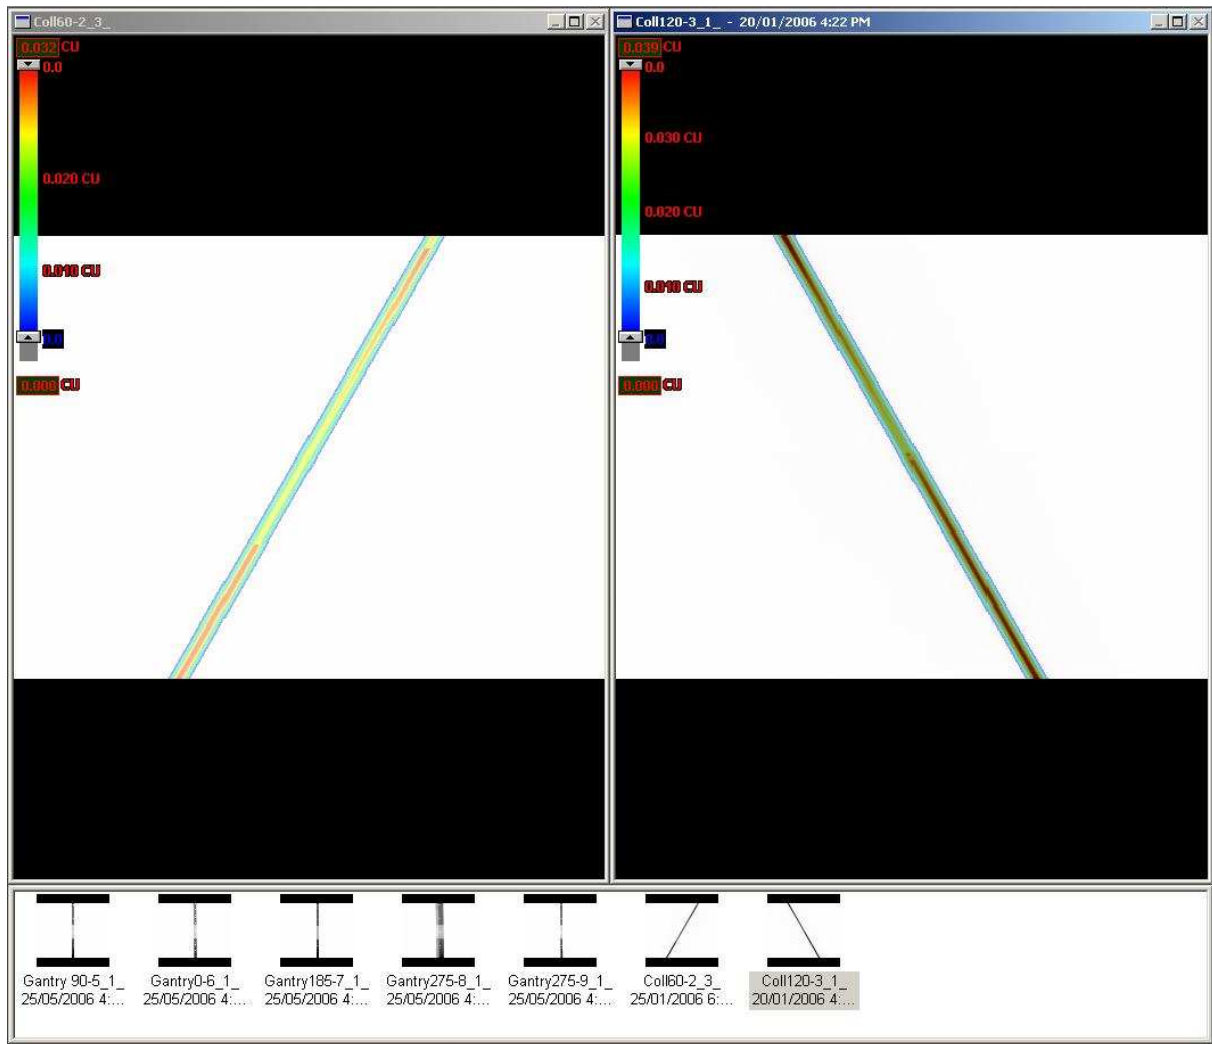 Coll60-2_3_
0.032 CU
0.0
0.020 CU
0.010 CU
0.0
0.000 CU
Coll120-3_1_ - 20/01/2006 4:22 PM
0.039 CU
0.0
0.030 CU
0.020 CU
0.010 CU
0.0
0.000 CU
Gantry 90-5_1_
25/05/2006 4:...
Gantry0-6_1_
25/05/2006 4:...
Gantry185-7_1_
25/05/2006 4:...
Gantry275-8_1_
25/05/2006 4:...
Gantry275-9_1_
25/05/2006 4:...
Coll60-2_3_
25/01/2006 6:...
Coll120-3_1_
20/01/2006 4:...